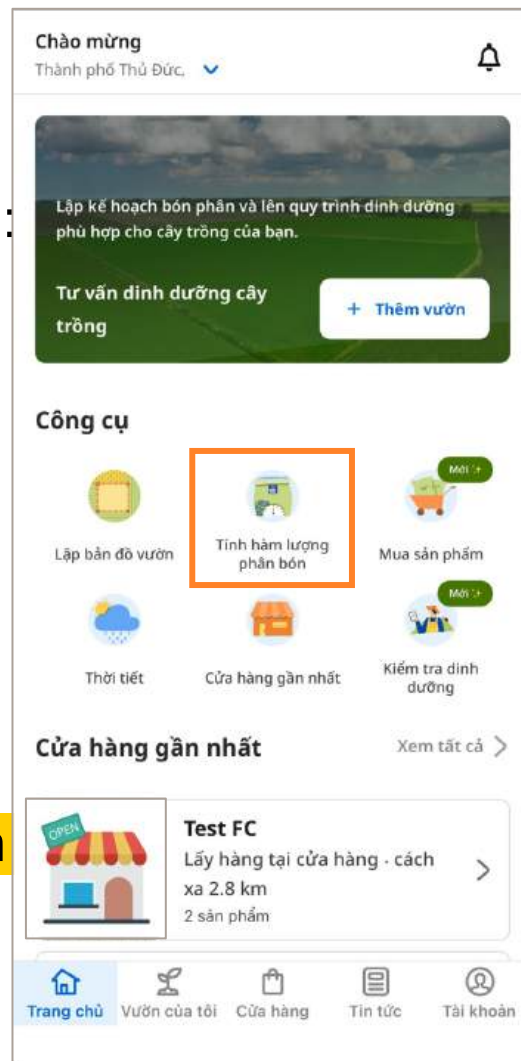 Chào mừng
Thành phố Thủ Đức,
:
Lập kế hoạch bón phân và lên quy trình dinh dưỡng
phù hợp cho cây trồng của bạn.
Tư vấn dinh dưỡng cây
trồng
+ Thêm vườn
Công cụ
Mới
Lập bản đồ vườn
Tính hàm lượng
phân bón
Mua sản phẩm
Mới
Thời tiết
Cửa hàng gần nhất
Kiểm tra dinh
dưỡng
Cửa hàng gần nhất
Xem tất cả
OPEN
Test FC
Lấy hàng tại cửa hàng · cách
xa 2.8 km
2 sản phẩm
Trang chủ
Vườn của tôi
Cửa hàng
Tin tức
Tài khoản